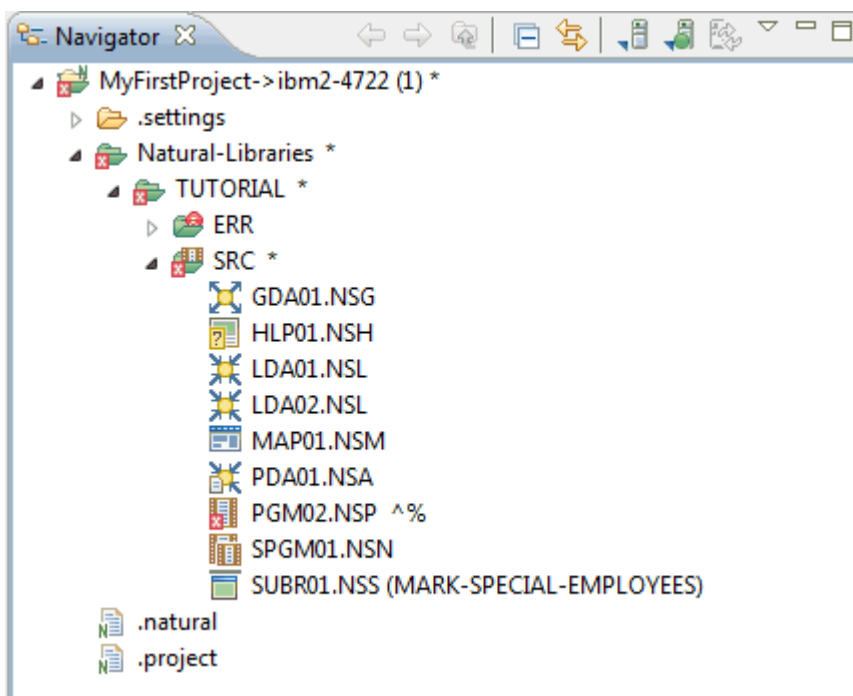 Navigator
MyFirstProject->ibm2-4722 (1) *
.settings
Natural-Libraries *
TUTORIAL *
ERR
SRC *
GDA01.NSG
HLP01.NSH
LDA01.NSL
LDA02.NSL
MAP01.NSM
PDA01.NSA
PGM02.NSP ^%
SPGM01.NSN
SUBR01.NSS (MARK-SPECIAL-EMPLOYEES)
.natural
.project